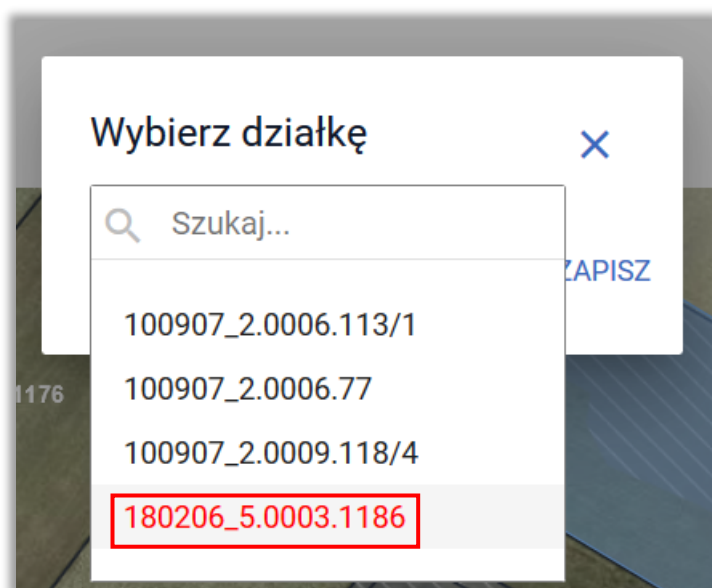 Wybierz działkę
Szukaj...
ZAPISZ
100907_2.0006.113/1
100907_2.0006.77
1176
100907_2.0009.118/4
180206_5.0003.1186